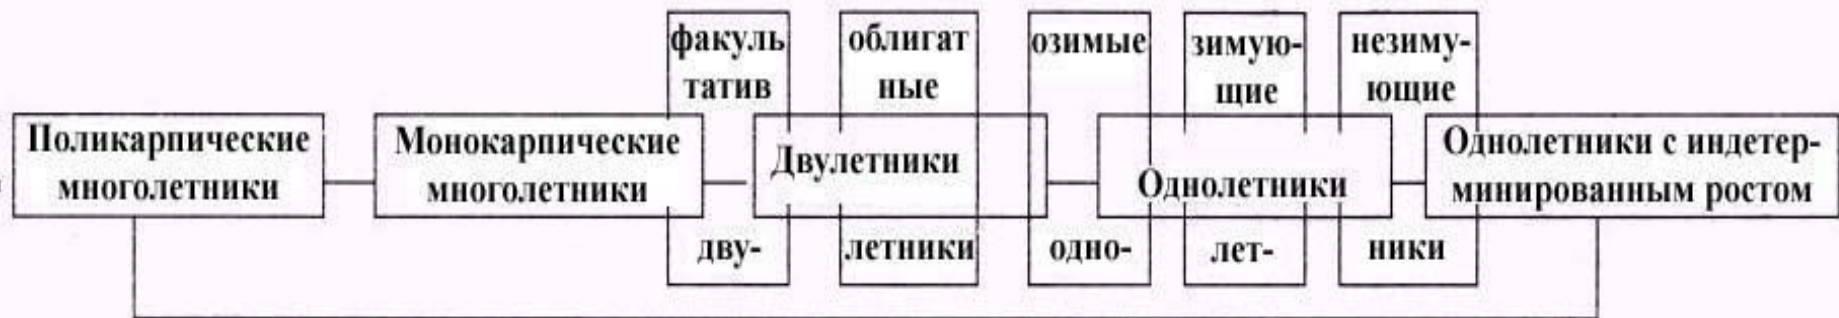 факуль
татив
облигат
ные
озимые
зимую-
щие
незиму-
ющие
Поликарпические
многолетники
Монокарпические
многолетники
Двулетники
Однолетники
Однолетники с индетер-
минированным ростом
дву-
летники
одно-
лет-
ники